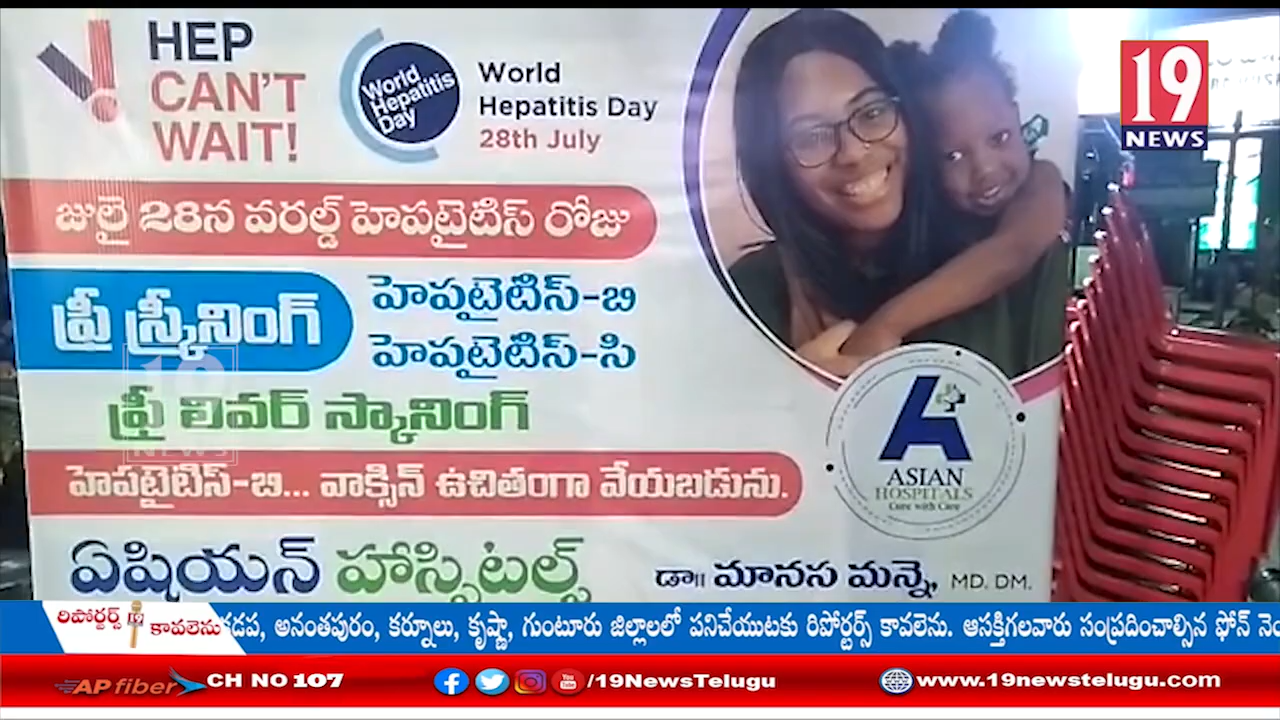 HEP
CAN'T
WAIT!
World
Hepatitis
Day
World
Hepatitis Day
28th July
19
NEWS
జులై 28న వరల్డ్ హెపటైటిస్ రోజు
ఫ్రీ స్క్రీనింగ్
హెపటైటిస్-బి
హెపటైటిస్-సి
ఫ్రీ లివర్ స్కానింగ్
హెపటైటిస్-బి... వాక్సిన్ ఉచితంగా వేయబడును.
ASIAN
HOSPITALS
Cure with Care
ఏషియన్ హాస్పిటల్స్
డా॥ మానస మన్నె, MD. DM.
రిపోర్టర్స్ కావలెను
కడప, అనంతపురం, కర్నూలు, కృష్ణా, గుంటూరు జిల్లాలలో పనిచేయుటకు రిపోర్టర్స్ కావలెను. ఆసక్తిగలవారు సంప్రదించాల్సిన ఫోన్ నెం
AP fiber CH NO 107
/19NewsTelugu
www.19newstelugu.com